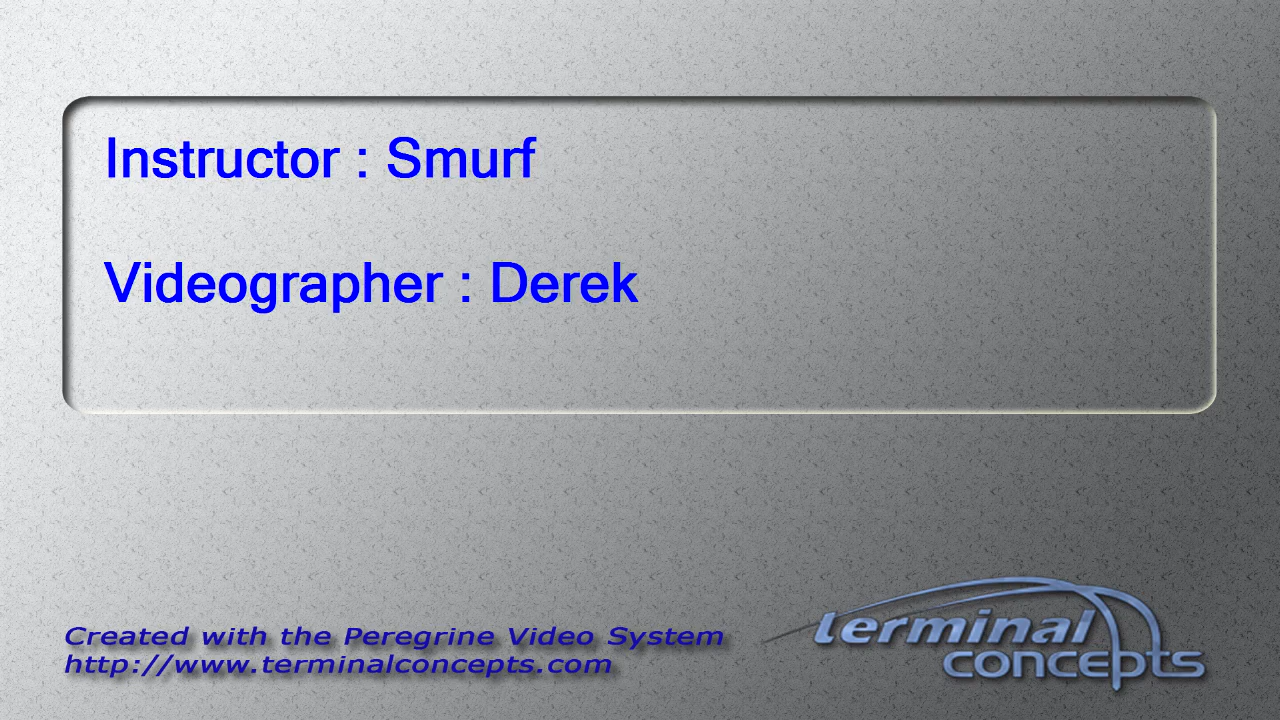 Instructor : Smurf
Videographer : Derek
Created with the Peregrine Video System
http://www.terminalconcepts.com
terminal
concepts